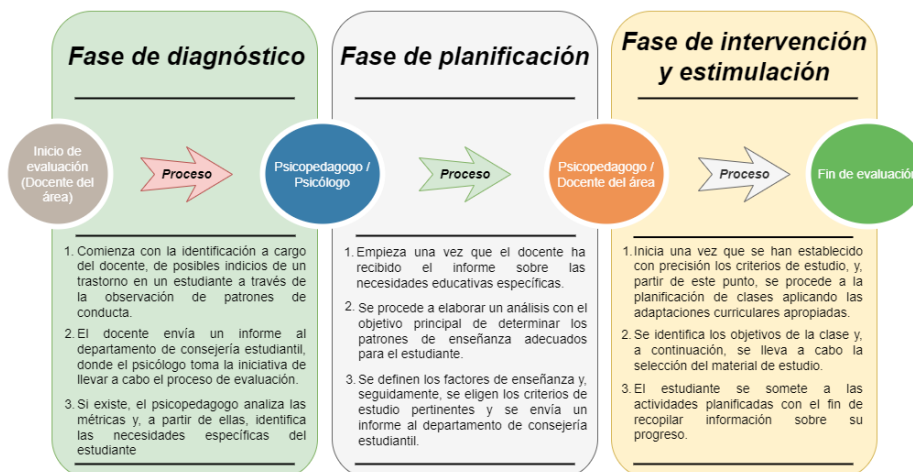 Fase de diagnóstico
Fase de planificación
Fase de intervención
y estimulación
Inicio de
evaluación
(Docente del
área)
Proceso
Psicopedagogo /
Psicólogo
Proceso
Psicopedagogo /
Docente del área
Proceso
Fin de evaluación
1. Comienza con la identificación a cargo
del docente, de posibles indicios de un
trastorno en un estudiante a través de la
observación de patrones de
conducta.
2. El docente envía un informe al
departamento de consejería estudiantil,
donde el psicólogo toma la iniciativa de
llevar a cabo el proceso de evaluación.
3. Si existe, el psicopedagogo analiza las
métricas y, a partir de ellas, identifica
las necesidades específicas del
estudiante
1. Empieza una vez que el docente ha
recibido el informe sobre las
necesidades educativas específicas.
2. Se procede a elaborar un análisis con el
objetivo principal de determinar los
patrones de enseñanza adecuados
para el estudiante.
3. Se definen los factores de enseñanza y,
seguidamente, se eligen los criterios de
estudio pertinentes y se envía un
informe al departamento de consejería
estudiantil.
1. Inicia una vez que se han establecido
con precisión los criterios de estudio, y,
partir de este punto, se procede a la
planificación de clases aplicando las
adaptaciones curriculares apropiadas.
2. Se identifica los objetivos de la clase y,
a continuación, se lleva a cabo la
selección del material de estudio.
3. El estudiante se somete a las
actividades planificadas con el fin de
recopilar información sobre su
progreso.